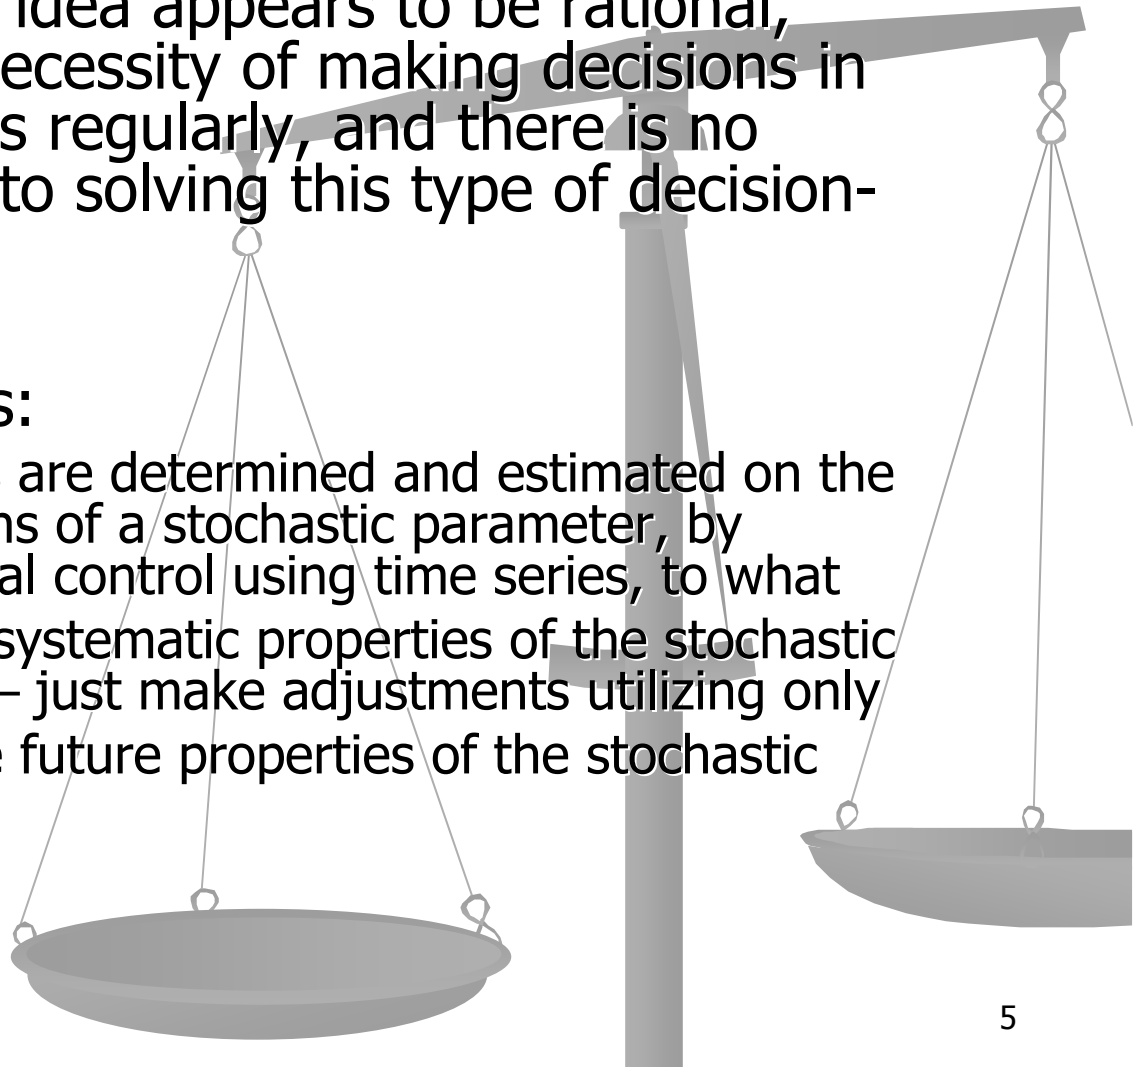 idea appears to be rational,
ecessity of making decisions in
s regularly, and there is no
to solving this type of decision-
s:
are determined and estimated on the
ns of a stochastic parameter, by
al control using time series, to what
systematic properties of the stochastic
– just make adjustments utilizing only
e future properties of the stochastic
5